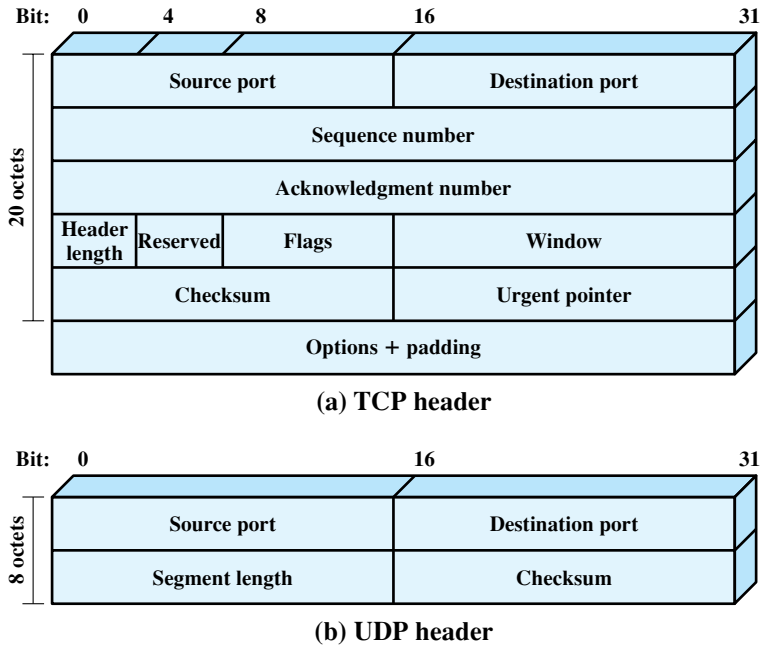 Bit: 0 4 8 16 31
Source port Destination port
Sequence number
Acknowledgment number
20 octets
Header
length
Reserved Flags Window
Checksum Urgent pointer
Options + padding
(a) TCP header
Bit: 0 16 31
Source port Destination port
8 octets
Segment length Checksum
(b) UDP header